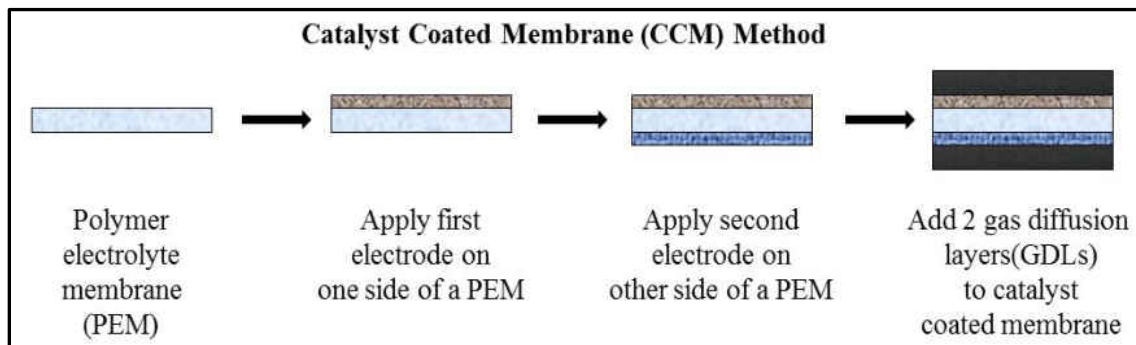 Catalyst Coated Membrane (CCM) Method
Polymer
electrolyte
membrane
(PEM)
Apply first
electrode on
one side of a PEM
Apply second
electrode on
other side of a PEM
Add 2 gas diffusion
layers(GDLs)
to catalyst
coated membrane